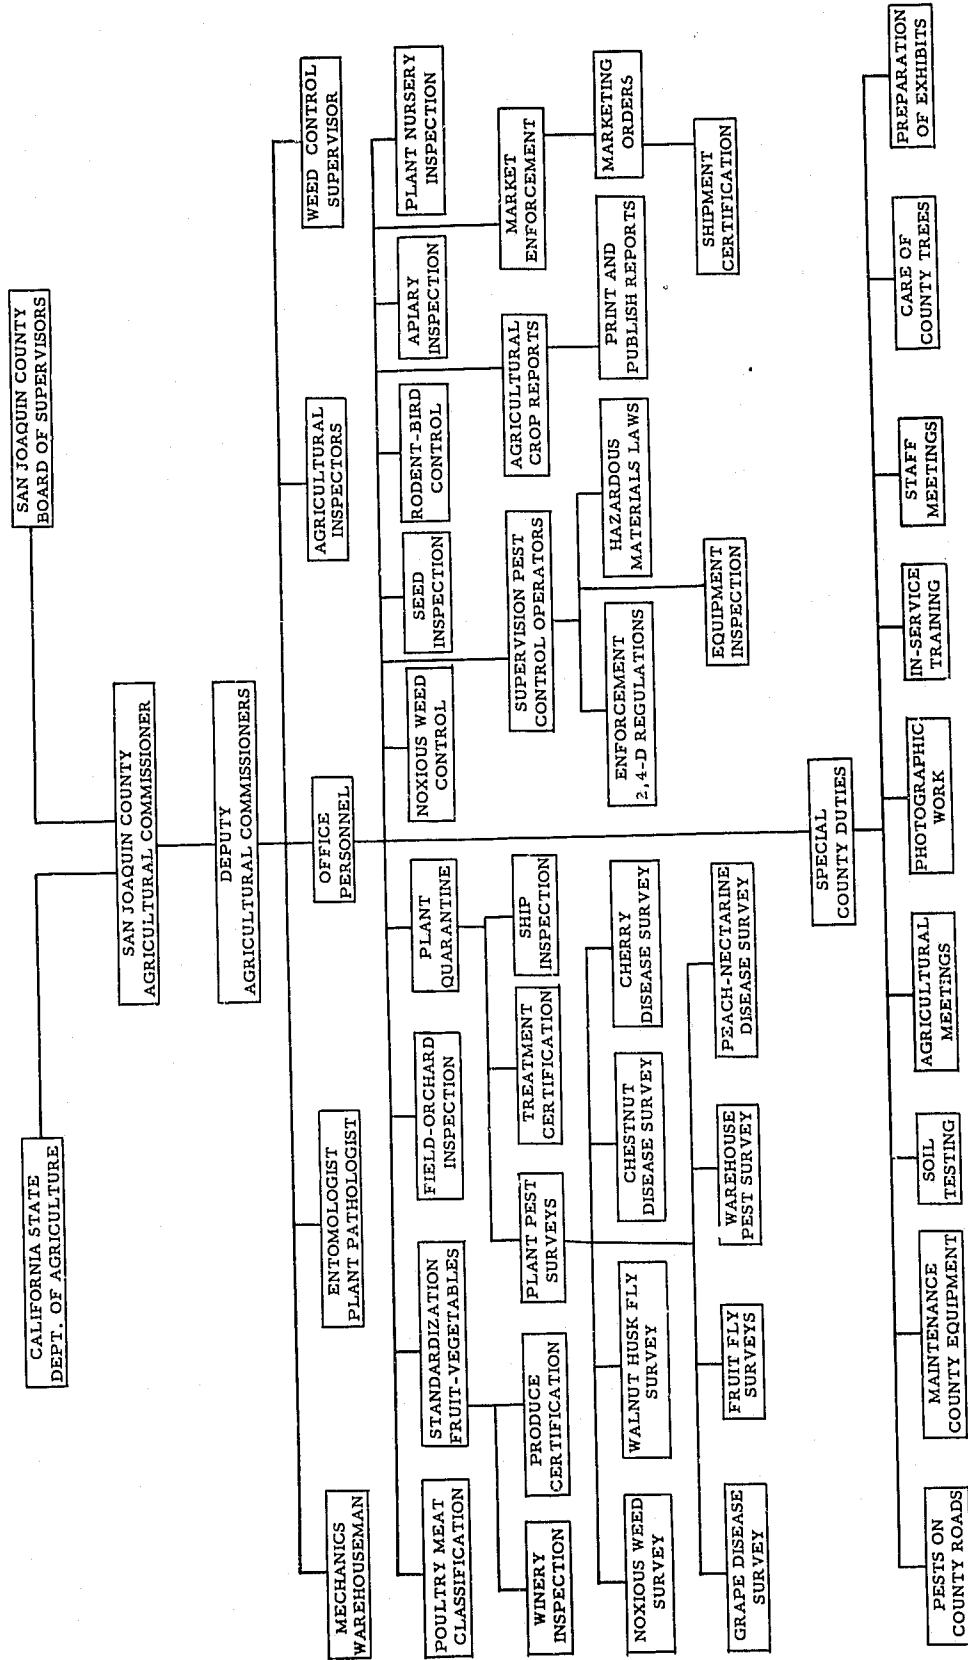 CALIFORNIA STATE
DEPT. OF AGRICULTURE
SAN JOAQUIN COUNTY
BOARD OF SUPERVISORS
SAN JOAQUIN COUNTY
AGRICULTURAL COMMISSIONER
DEPUTY
AGRICULTURAL COMMISSIONERS
MECHANICS
WAREHOUSEMAN
ENTOMOLOGIST
PLANT PATHOLOGIST
OFFICE
PERSONNEL
AGRICULTURAL
INSPECTORS
WEED CONTROL
SUPERVISOR
POULTRY MEAT
CLASSIFICATION
STANDARDIZATION
FRUIT-VEGETABLES
FIELD-ORCHARD
INSPECTION
PLANT
QUARANTINE
NOXIOUS WEED
CONTROL
SEED
INSPECTION
RODENT-BIRD
CONTROL
APIARY
INSPECTION
PLANT NURSERY
INSPECTION
WINERY
INSPECTION
PRODUCE
CERTIFICATION
PLANT PEST
SURVEYS
TREATMENT
CERTIFICATION
SHIP
INSPECTION
SUPERVISION PEST
CONTROL OPERATORS
AGRICULTURAL
CROP REPORTS
MARKET
ENFORCEMENT
NOXIOUS WEED
SURVEY
WALNUT HUSK FLY
SURVEY
CHESTNUT
DISEASE SURVEY
CHERRY
DISEASE SURVEY
ENFORCEMENT
2,4-D REGULATIONS
HAZARDOUS
MATERIALS LAWS
PRINT AND
PUBLISH REPORTS
MARKETING
ORDERS
GRAPE DISEASE
SURVEY
FRUIT FLY
SURVEYS
WAREHOUSE
PEST SURVEY
PEACH-NECTARINE
DISEASE SURVEY
EQUIPMENT
INSPECTION
SHIPMENT
CERTIFICATION
SPECIAL
COUNTY DUTIES
PESTS ON
COUNTY ROADS
MAINTENANCE
COUNTY EQUIPMENT
SOIL
TESTING
AGRICULTURAL
MEETINGS
PHOTOGRAPHIC
WORK
IN-SERVICE
TRAINING
STAFF
MEETINGS
CARE OF
COUNTY TREES
PREPARATION
OF EXHIBITS